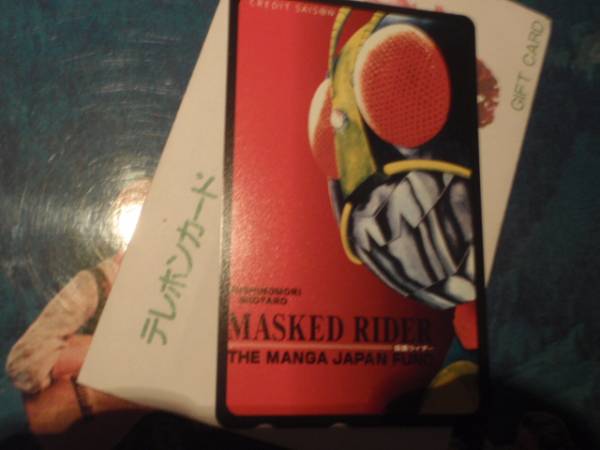 CREDIT SAISON
GIFT CARD
テレホンカード
ISHINOMORI
SHOTARO
MASKED RIDER
仮面ライダー
THE MANGA JAPAN FUND